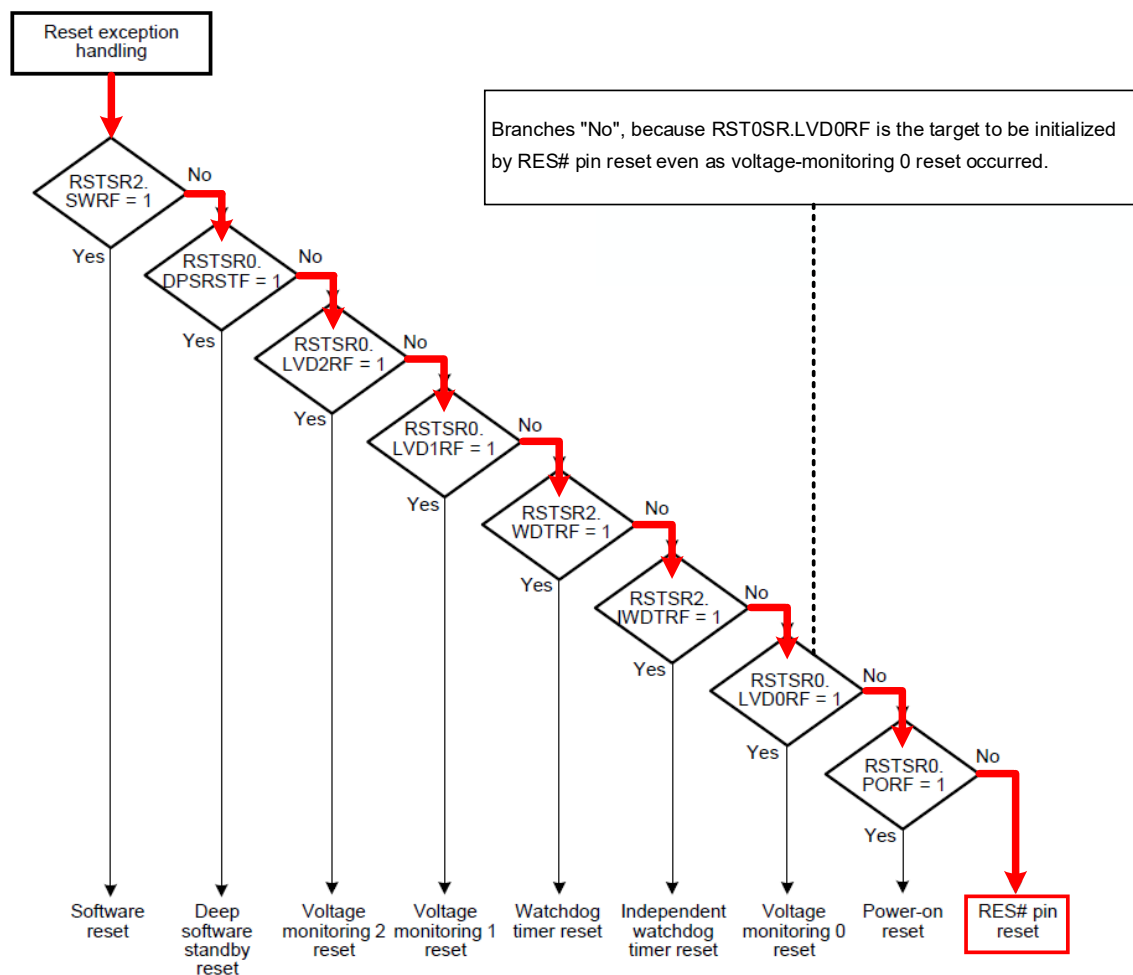 Reset exception
handling
Branches "No", because RST0SR.LVD0RF is the target to be initialized
by RES# pin reset even as voltage-monitoring 0 reset occurred.
RSTSR2.
SWRF = 1
No
Yes
RSTSR0.
DPSRSTF = 1
No
Yes
RSTSR0.
LVD2RF = 1
No
Yes
RSTSR0.
LVD1RF = 1
No
Yes
RSTSR2.
WDTRF = 1
No
Yes
RSTSR2.
IWDTRF = 1
No
Yes
RSTSR0.
LVD0RF = 1
No
Yes
RSTSR0.
PORF = 1
No
Yes
Software
reset
Deep
software
standby
reset
Voltage
monitoring 2
reset
Voltage
monitoring 1
reset
Watchdog
timer reset
Independent
watchdog
timer reset
Voltage
monitoring 0
reset
Power-on
reset
RES# pin
reset